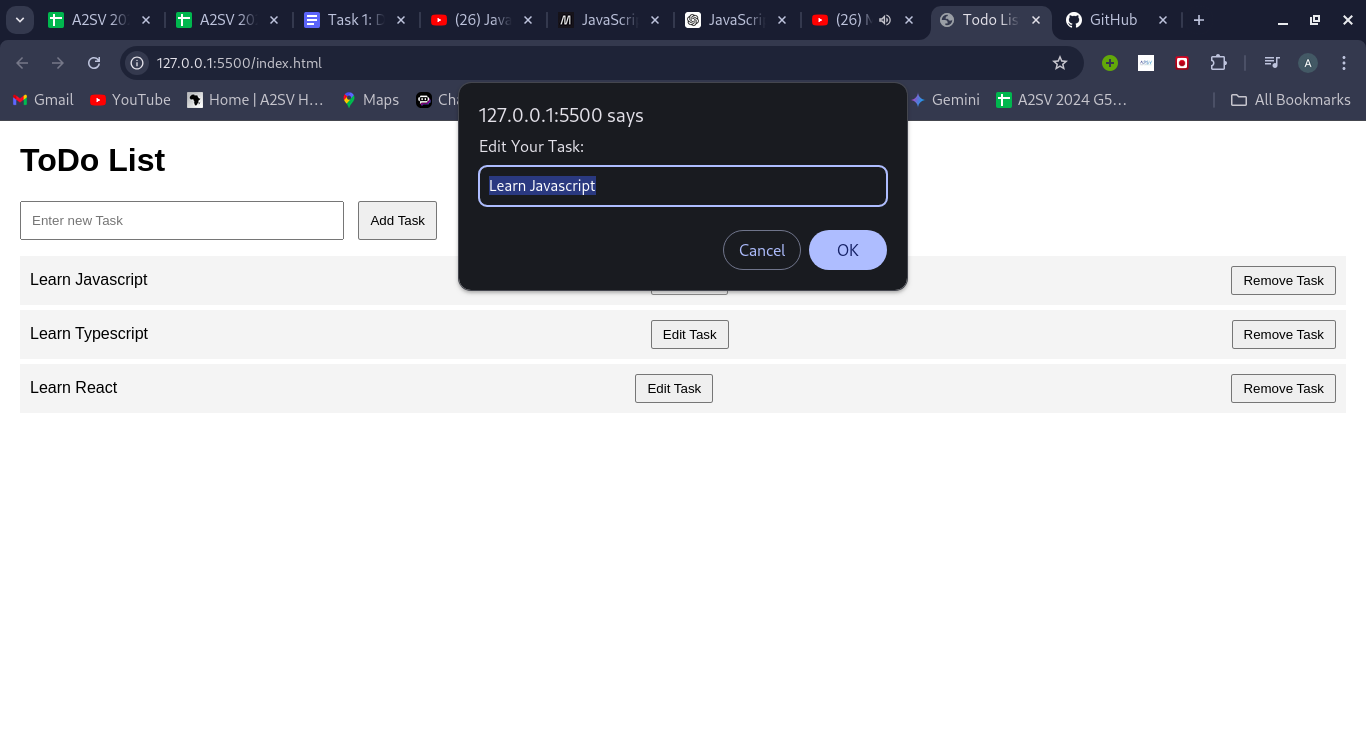 A2SV 20 A2SV 20 Task 1: D (26) Java JavaScri JavaScri (26) Todo Lis GitHub
127.0.0.1:5500/index.html A
Gmail YouTube Home | A2SV H... Maps Gemini A2SV 2024 G5... All Bookmarks
127.0.0.1:5500 says
Edit Your Task:
Learn Javascript
Cancel OK
ToDo List
Enter new Task Add Task
Learn Javascript Remove Task
Learn Typescript Edit Task Remove Task
Learn React Edit Task Remove Task